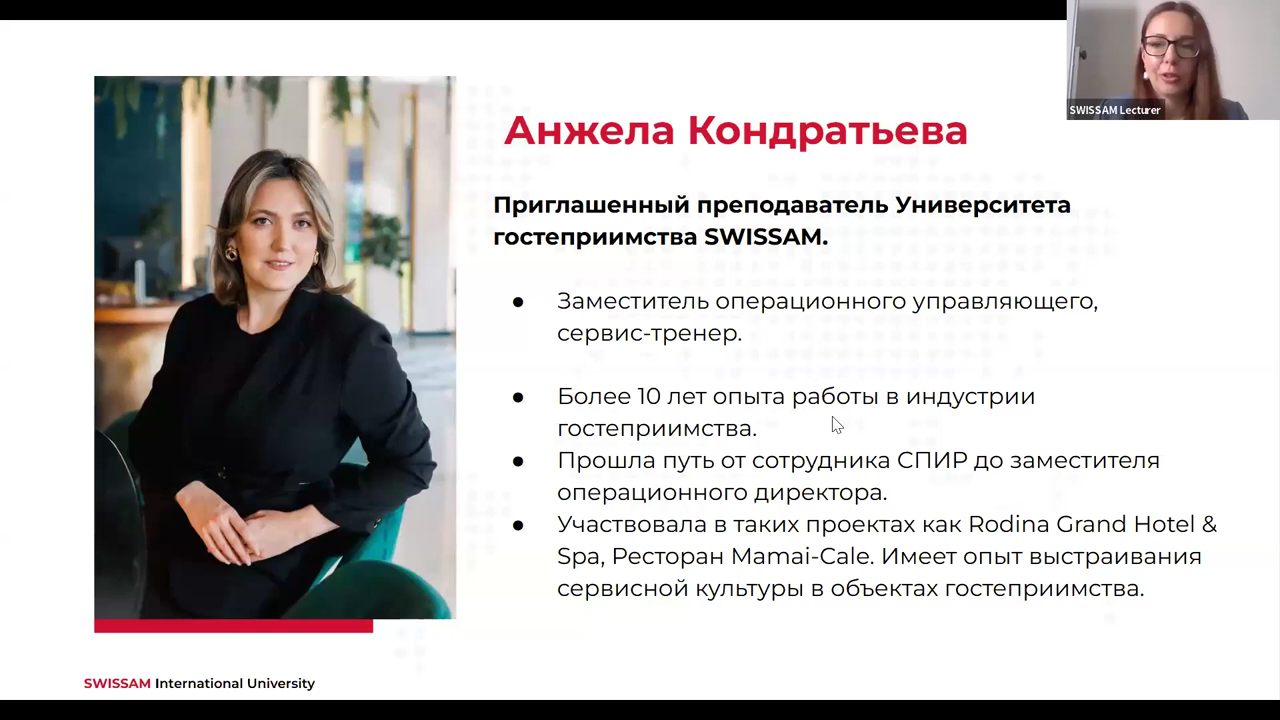 SWISSAM Lecturer
Анжела Кондратьева
Приглашенный преподаватель Университета
гостеприимства SWISSAM.
● Заместитель операционного управляющего,
сервис-тренер.
● Более 10 лет опыта работы в индустрии
гостеприимства.
● Прошла путь от сотрудника СПИР до заместителя
операционного директора.
● Участвовала в таких проектах как Rodina Grand Hotel &
Spa, Ресторан Mamai-Cale. Имеет опыт выстраивания
сервисной культуры в объектах гостеприимства.
SWISSAM International University